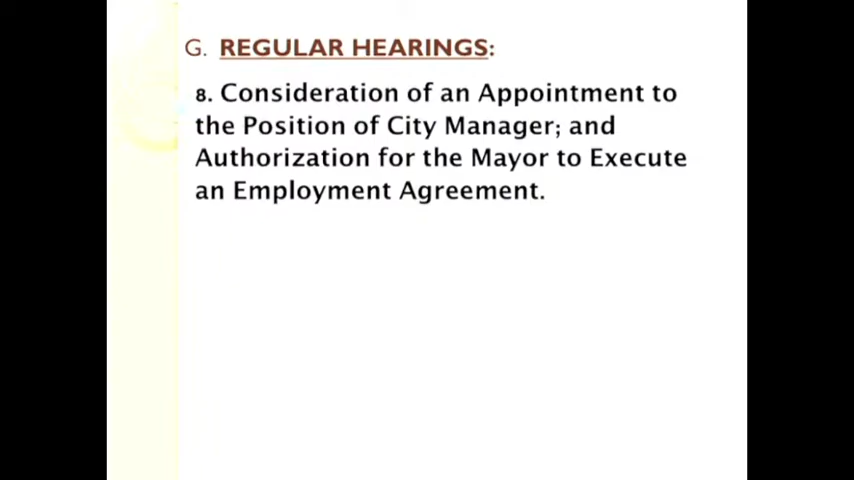 G. REGULAR HEARINGS:
8. Consideration of an Appointment to
the Position of City Manager; and
Authorization for the Mayor to Execute
an Employment Agreement.